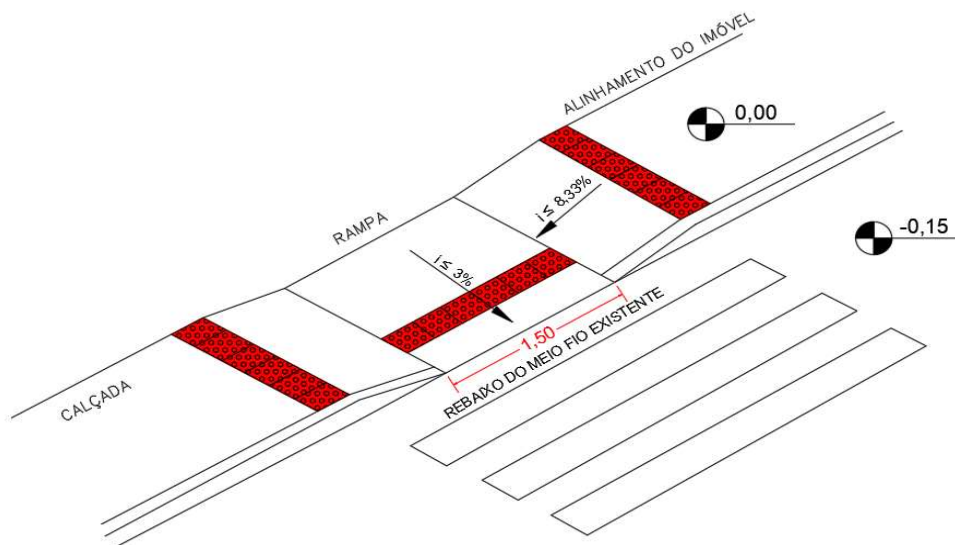 ALINHAMENTO DO IMÓVEL
0,00
RAMPA
i ≤ 8,33%
-0,15
i ≤ 3%
1,50
REBAIXO DO MEIO FIO EXISTENTE
CALÇADA